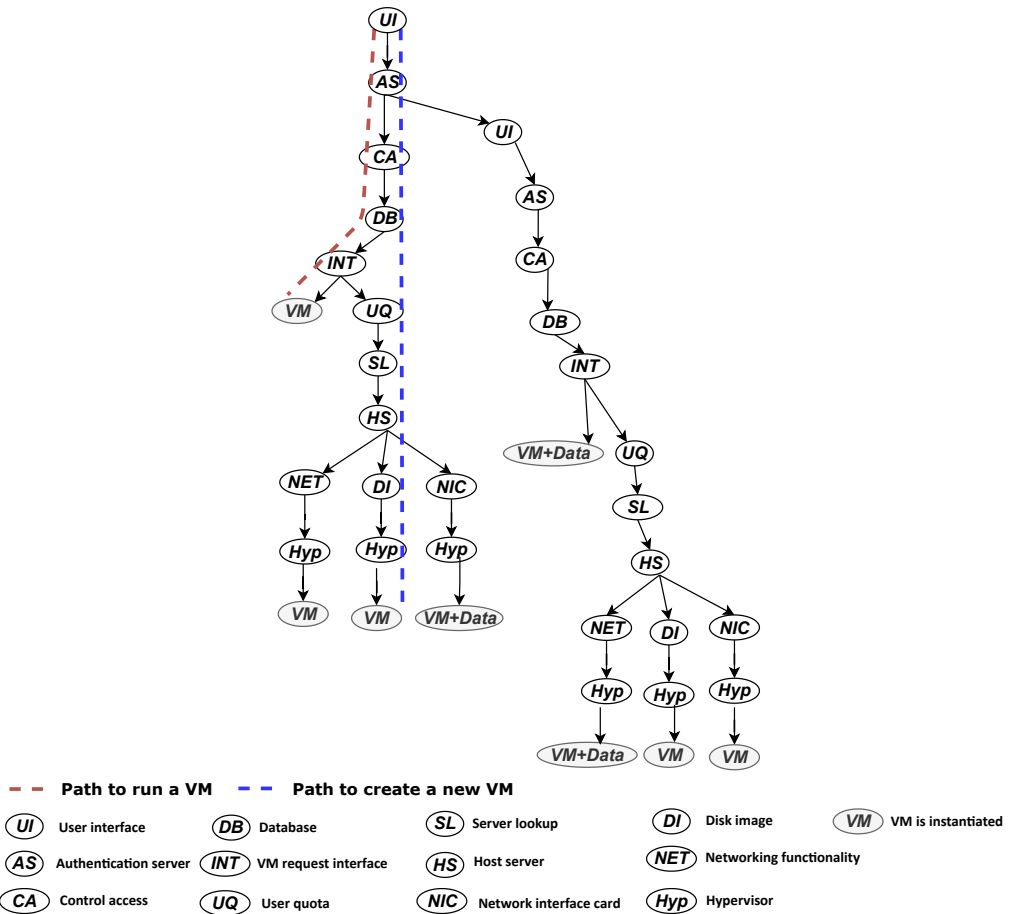 UI
AS
UI
CA
AS
DB
CA
INT
VM
UQ
DB
SL
INT
HS
VM+Data
UQ
NET
DI
NIC
SL
Hyp
Hyp
Hyp
HS
VM
VM
VM+Data
NET
DI
NIC
Hyp
Hyp
Hyp
VM+Data
VM
VM
Path to run a VM
Path to create a new VM
UI User interface
DB Database
SL Server lookup
DI Disk image
VM VM is instantiated
AS Authentication server
INT VM request interface
HS Host server
NET Networking functionality
CA Control access
UQ User quota
NIC Network interface card
Hyp Hypervisor